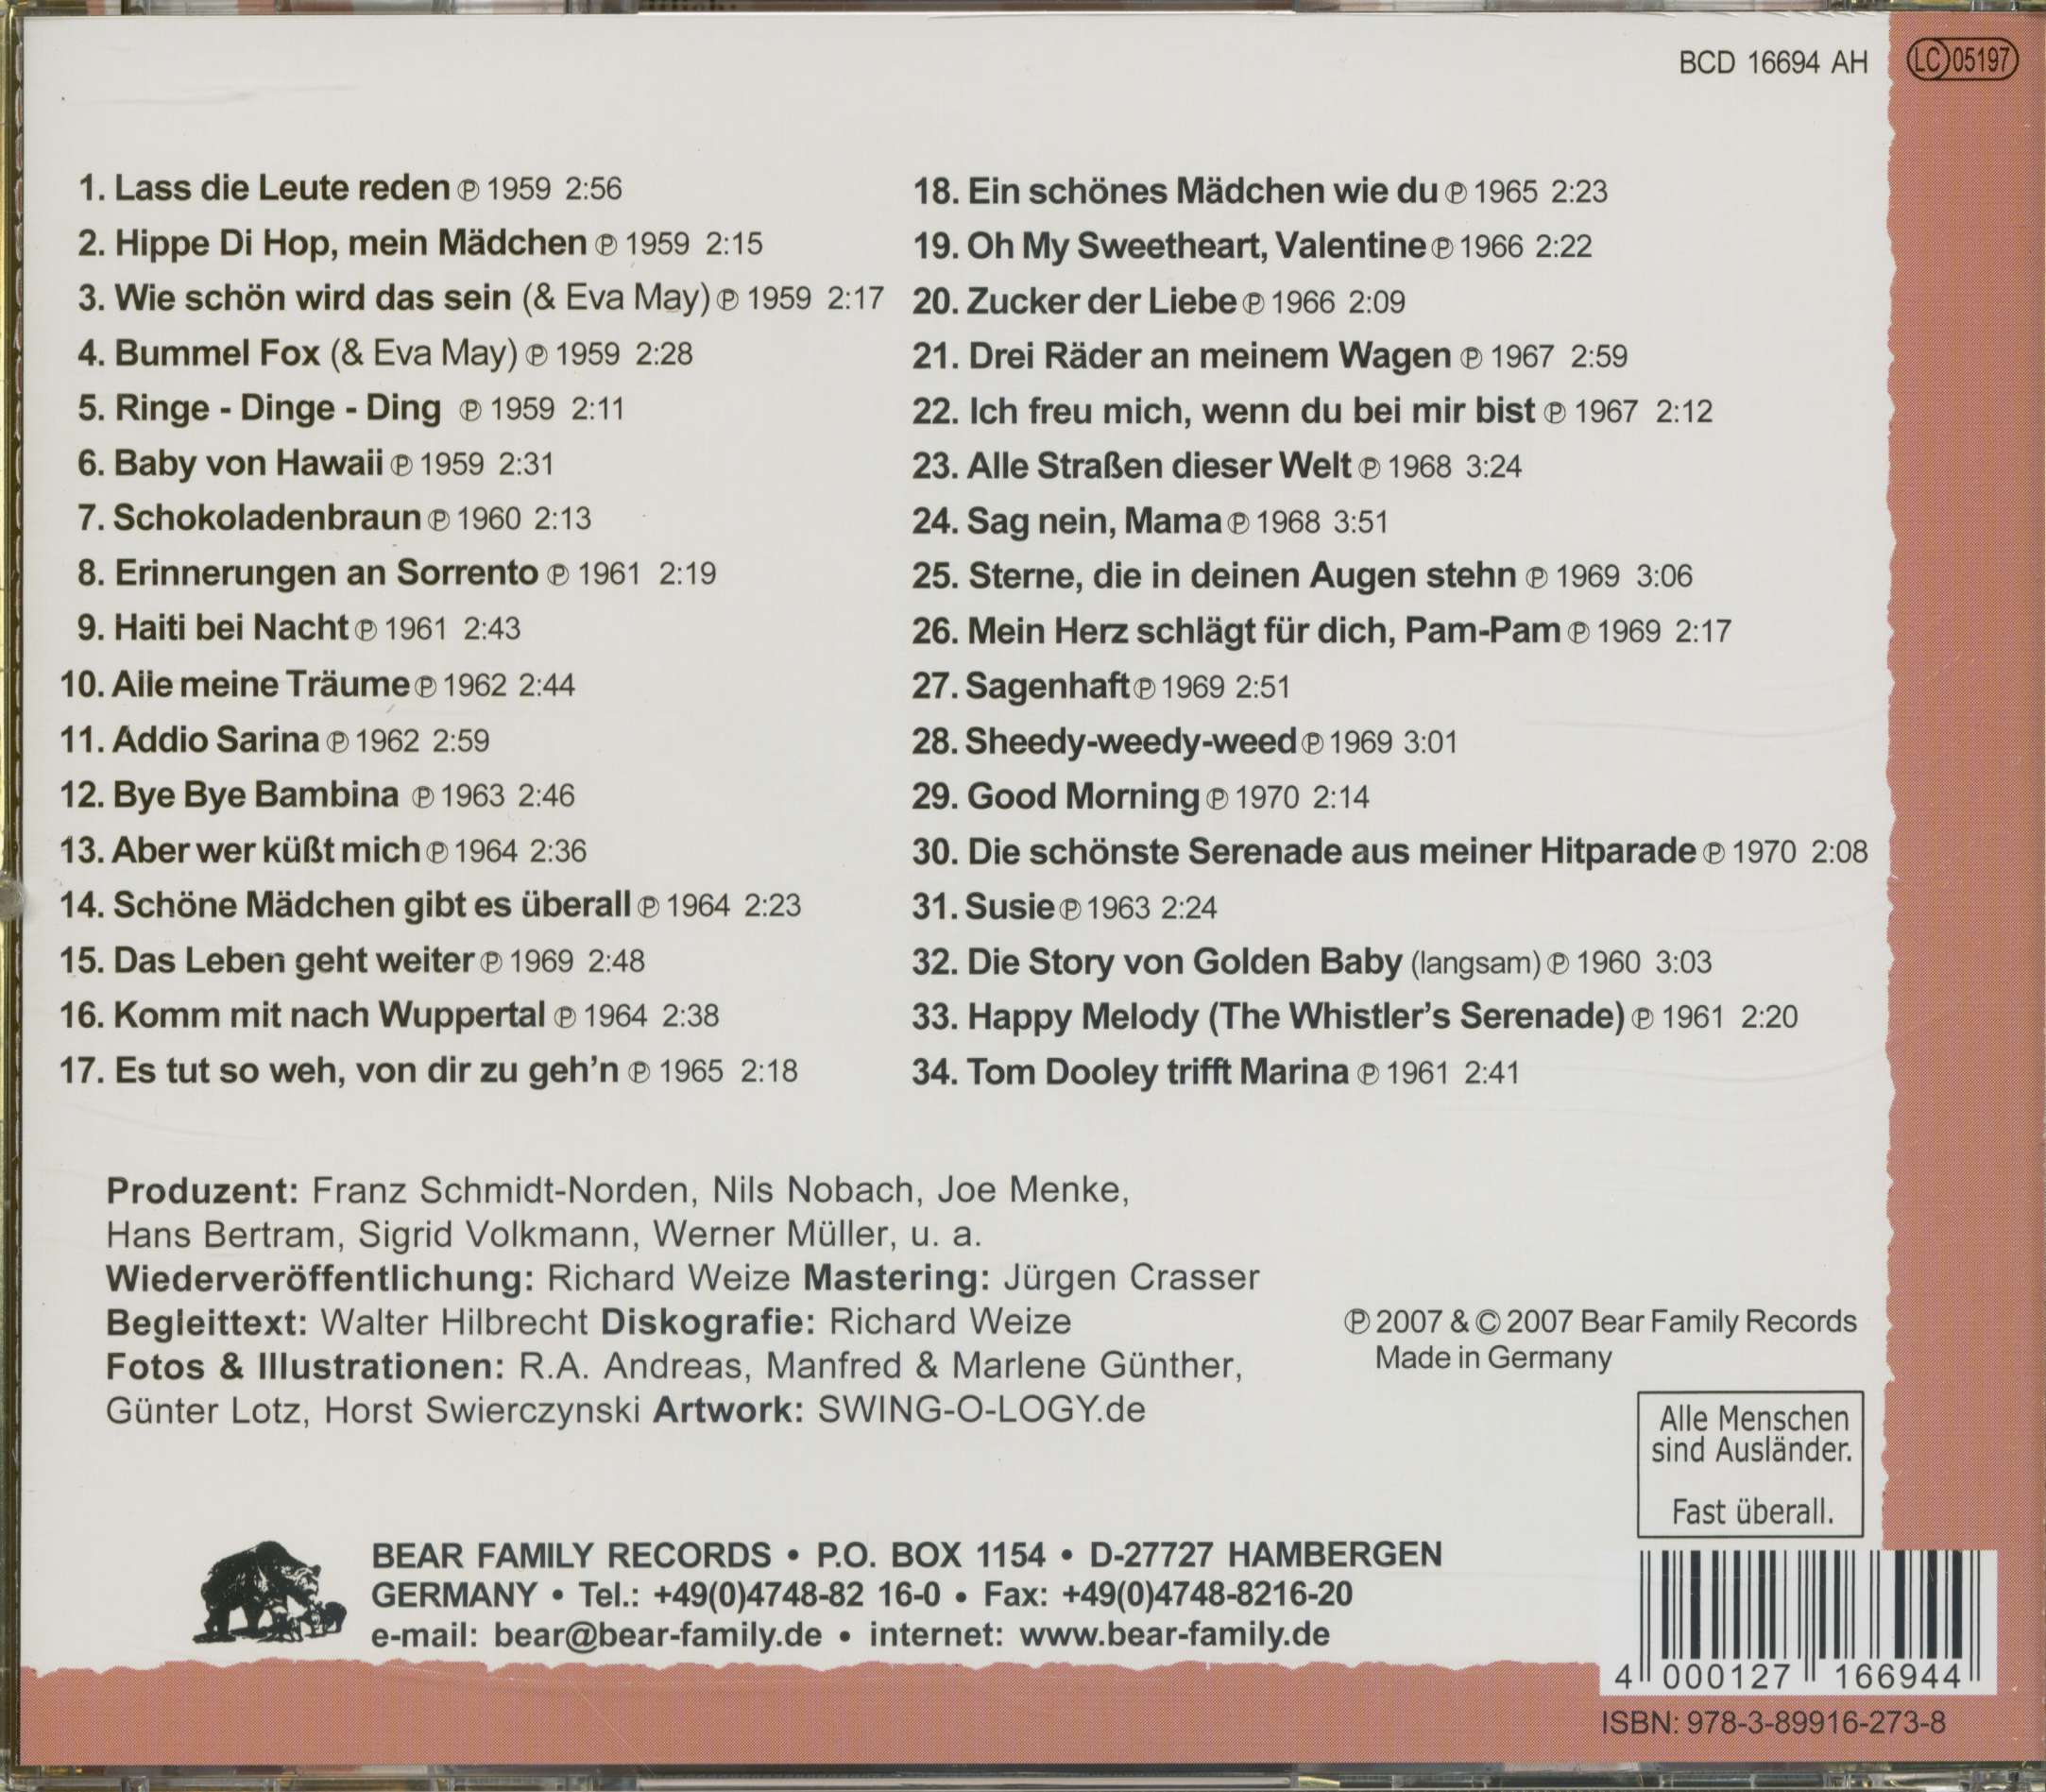 BCD 16694 AH
LC 05197
1. Lass die Leute reden ℗ 1959 2:56
2. Hippe Di Hop, mein Mädchen ℗ 1959 2:15
3. Wie schön wird das sein (& Eva May) ℗ 1959 2:17
4. Bummel Fox (& Eva May) ℗ 1959 2:28
5. Ringe - Dinge - Ding ℗ 1959 2:11
6. Baby von Hawaii ℗ 1959 2:31
7. Schokoladenbraun ℗ 1960 2:13
8. Erinnerungen an Sorrento ℗ 1961 2:19
9. Haiti bei Nacht ℗ 1961 2:43
10. Alle meine Träume ℗ 1962 2:44
11. Addio Sarina ℗ 1962 2:59
12. Bye Bye Bambina ℗ 1963 2:46
13. Aber wer küßt mich ℗ 1964 2:36
14. Schöne Mädchen gibt es überall ℗ 1964 2:23
15. Das Leben geht weiter ℗ 1969 2:48
16. Komm mit nach Wuppertal ℗ 1964 2:38
17. Es tut so weh, von dir zu geh'n ℗ 1965 2:18
18. Ein schönes Mädchen wie du ℗ 1965 2:23
19. Oh My Sweetheart, Valentine ℗ 1966 2:22
20. Zucker der Liebe ℗ 1966 2:09
21. Drei Räder an meinem Wagen ℗ 1967 2:59
22. Ich freu mich, wenn du bei mir bist ℗ 1967 2:12
23. Alle Straßen dieser Welt ℗ 1968 3:24
24. Sag nein, Mama ℗ 1968 3:51
25. Sterne, die in deinen Augen stehn ℗ 1969 3:06
26. Mein Herz schlägt für dich, Pam-Pam ℗ 1969 2:17
27. Sagenhaft ℗ 1969 2:51
28. Sheedy-weedy-weed ℗ 1969 3:01
29. Good Morning ℗ 1970 2:14
30. Die schönste Serenade aus meiner Hitparade ℗ 1970 2:08
31. Susie ℗ 1963 2:24
32. Die Story von Golden Baby (langsam) ℗ 1960 3:03
33. Happy Melody (The Whistler's Serenade) ℗ 1961 2:20
34. Tom Dooley trifft Marina ℗ 1961 2:41
Produzent: Franz Schmidt-Norden, Nils Nobach, Joe Menke,
Hans Bertram, Sigrid Volkmann, Werner Müller, u. a.
Wiederveröffentlichung: Richard Weize Mastering: Jürgen Crasser
Begleittext: Walter Hilbrecht Diskografie: Richard Weize
Fotos & Illustrationen: R.A. Andreas, Manfred & Marlene Günther,
Günter Lotz, Horst Swierczynski Artwork: SWING-O-LOGY.de
℗ 2007 & © 2007 Bear Family Records
Made in Germany
Alle Menschen
sind Ausländer.
Fast überall.
BEAR FAMILY RECORDS • P.O. BOX 1154 • D-27727 HAMBERGEN
GERMANY • Tel.: +49(0)4748-82 16-0 • Fax: +49(0)4748-8216-20
e-mail: bear@bear-family.de • internet: www.bear-family.de
4 000127 166944
ISBN: 978-3-89916-273-8